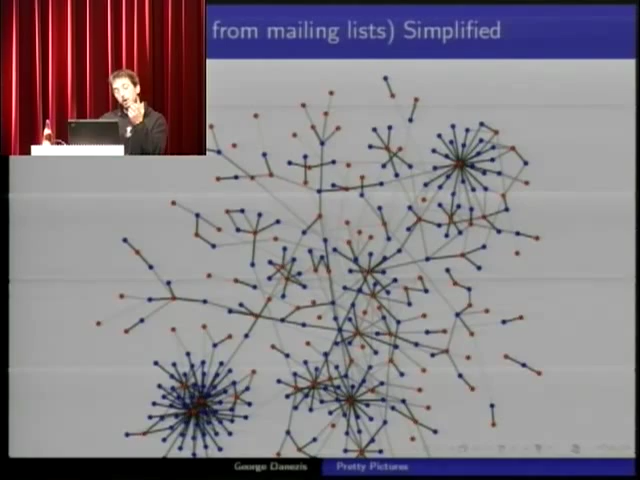 from mailing lists) Simplified
George Danezis
Pretty Pictures